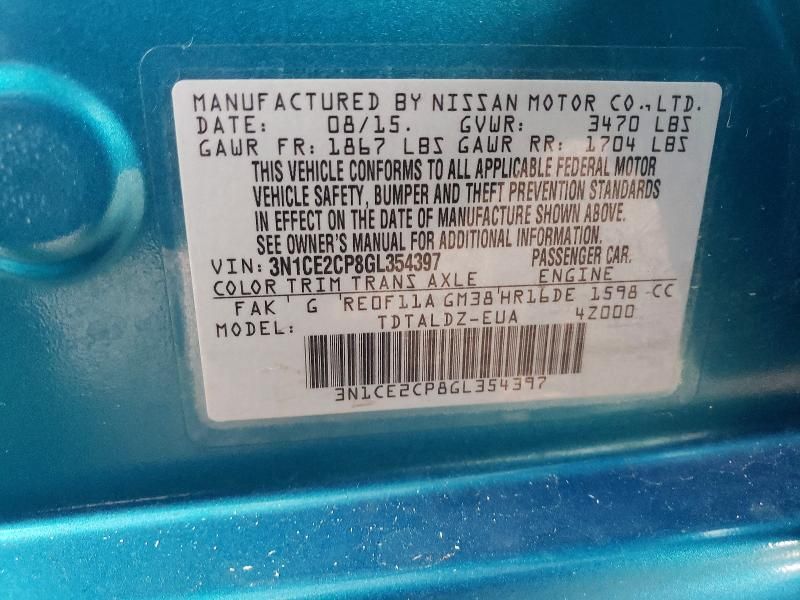 MANUFACTURED BY NISSAN MOTOR CO.,LTD.
DATE: 08/15. GVWR: 3470 LBS
GAWR FR: 1867 LBS GAWR RR: 1704 LBS
THIS VEHICLE CONFORMS TO ALL APPLICABLE FEDERAL MOTOR
VEHICLE SAFETY, BUMPER AND THEFT PREVENTION STANDARDS
IN EFFECT ON THE DATE OF MANUFACTURE SHOWN ABOVE.
SEE OWNER'S MANUAL FOR ADDITIONAL INFORMATION.
VIN: 3N1CE2CP8GL354397 PASSENGER CAR.
COLOR TRIM TRANS AXLE ENGINE
FAK G RE0F11A GM38 HR16DE 1598 CC
MODEL: TDTALDZ-EUA 4Z000
3N1CE2CP8GL354397